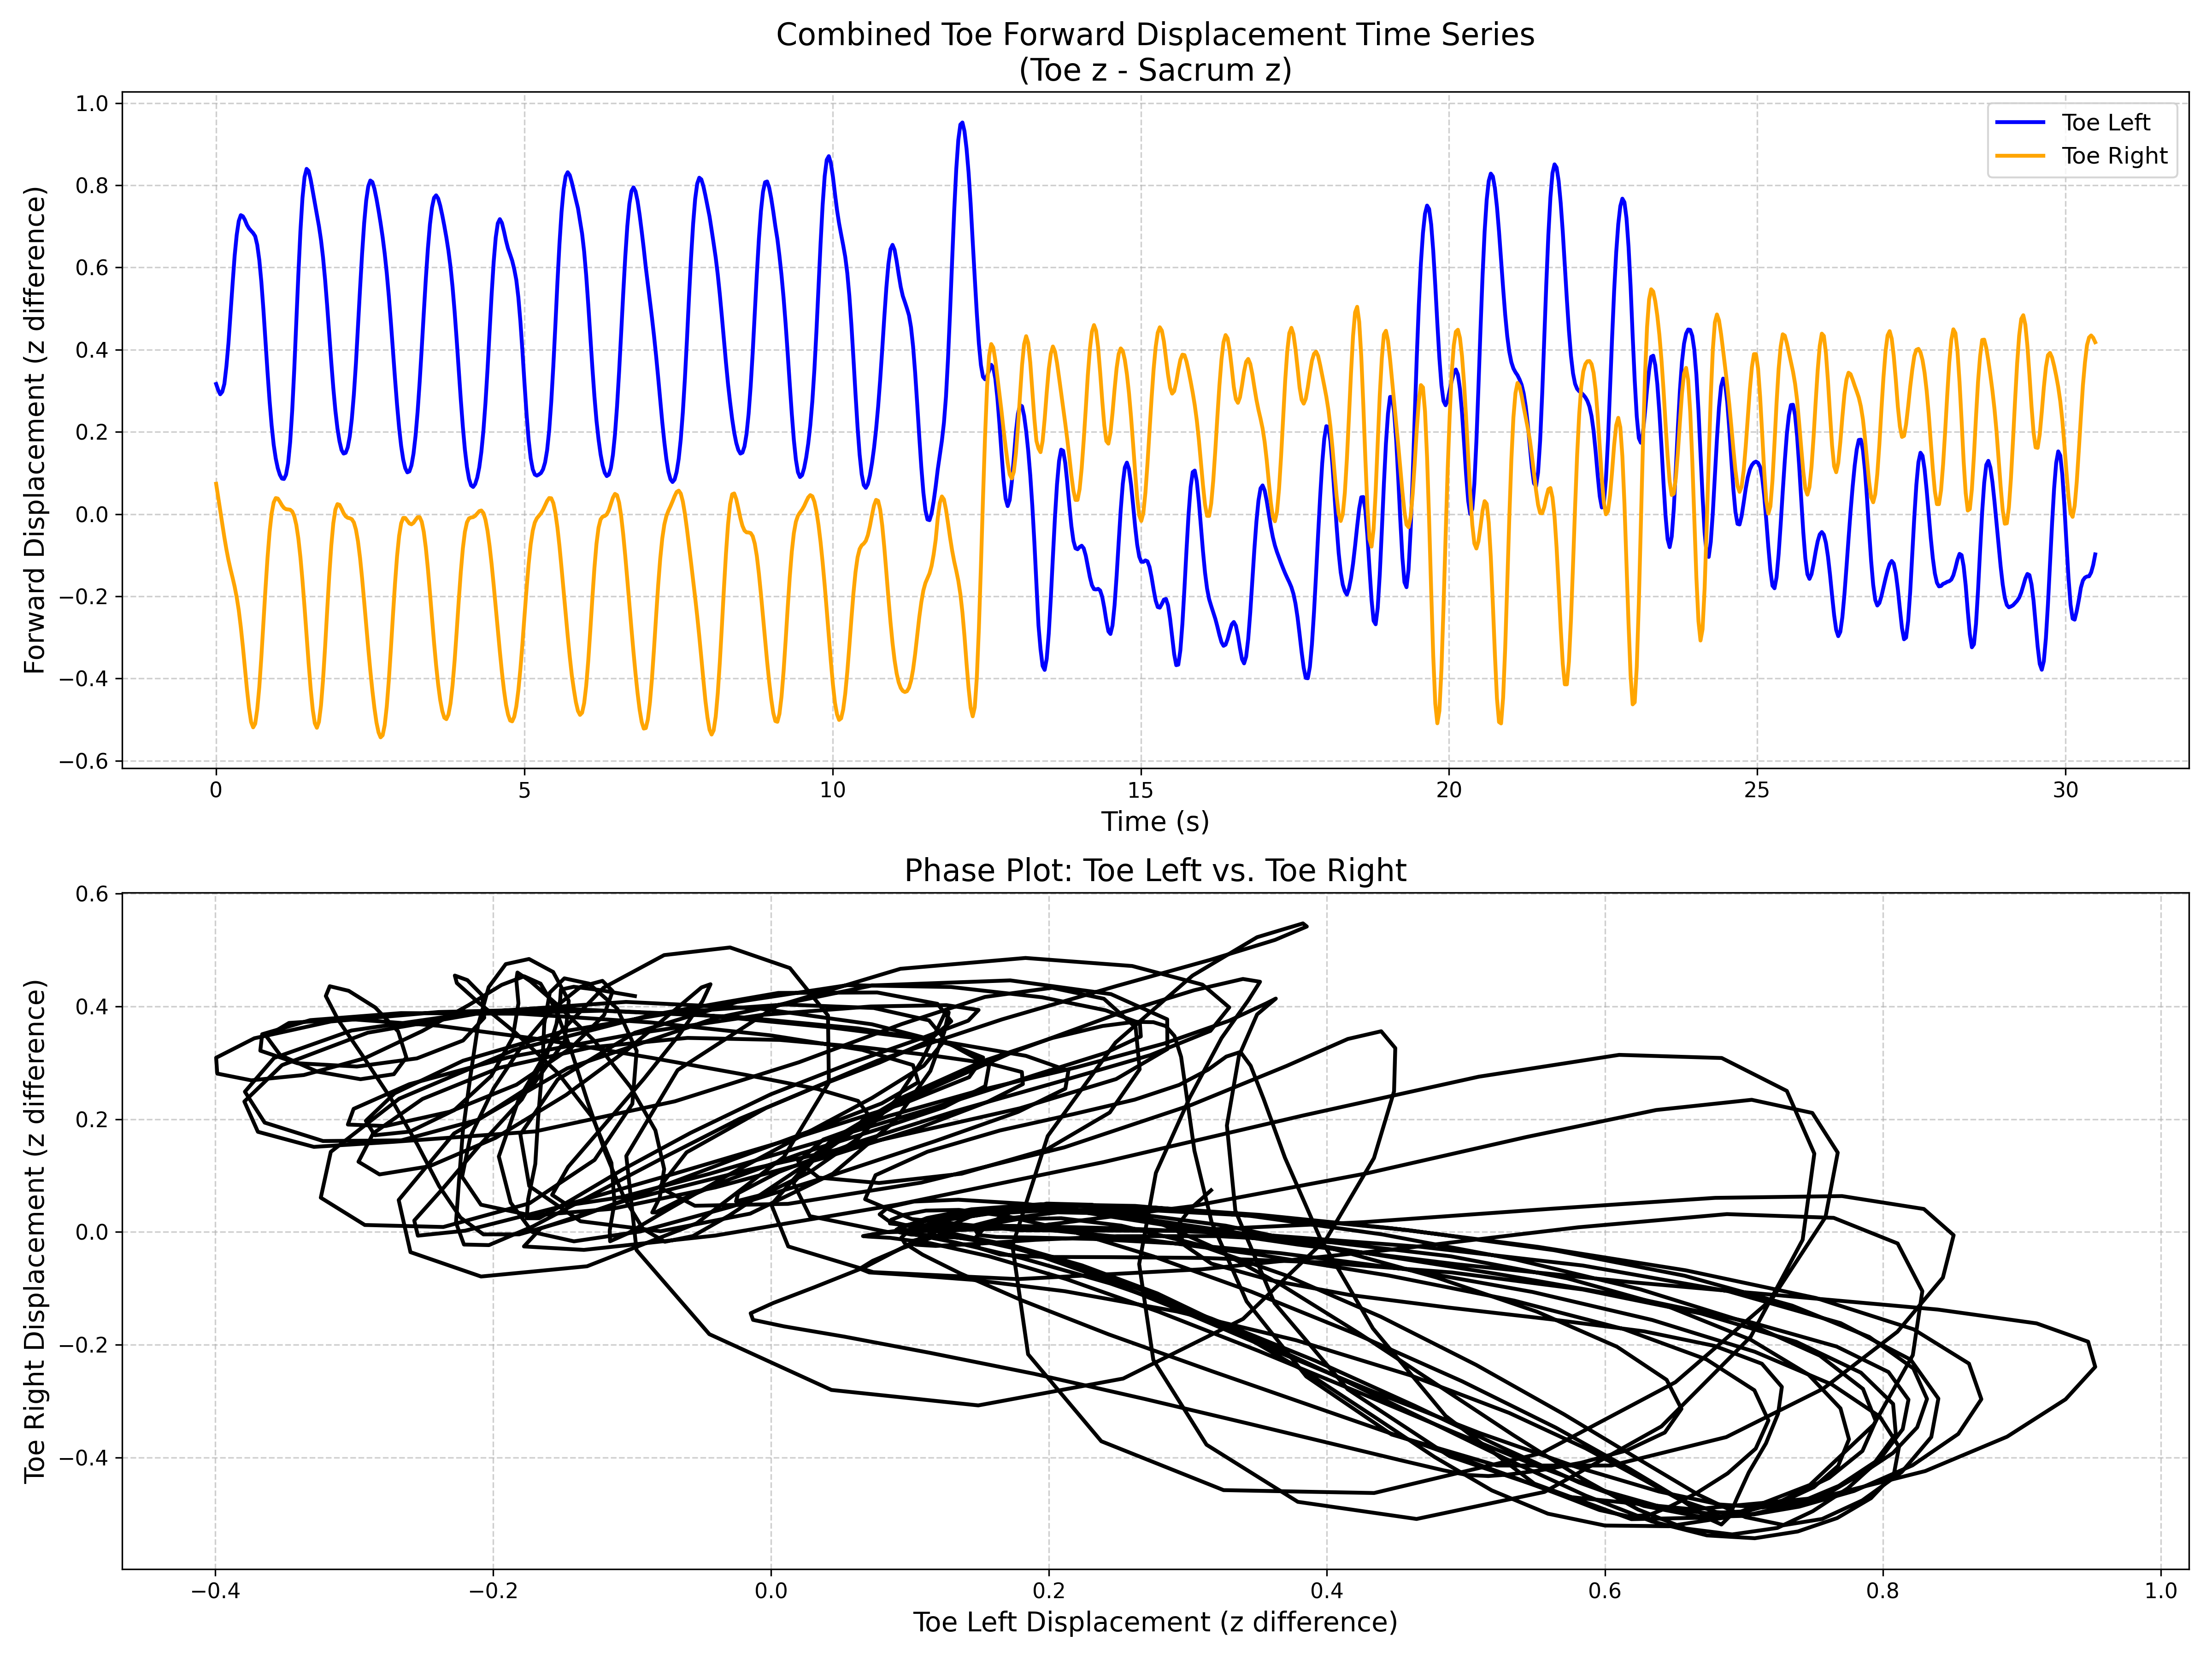 Combined Toe Forward Displacement Time Series
(Toe z - Sacrum z)
Forward Displacement (z difference)
1.0
0.8
0.6
0.4
0.2
0.0
−0.2
−0.4
−0.6
Toe Left
Toe Right
0 5 10 15 20 25 30
Time (s)
Phase Plot: Toe Left vs. Toe Right
Toe Right Displacement (z difference)
0.6
0.4
0.2
0.0
−0.2
−0.4
−0.4 −0.2 0.0 0.2 0.4 0.6 0.8 1.0
Toe Left Displacement (z difference)